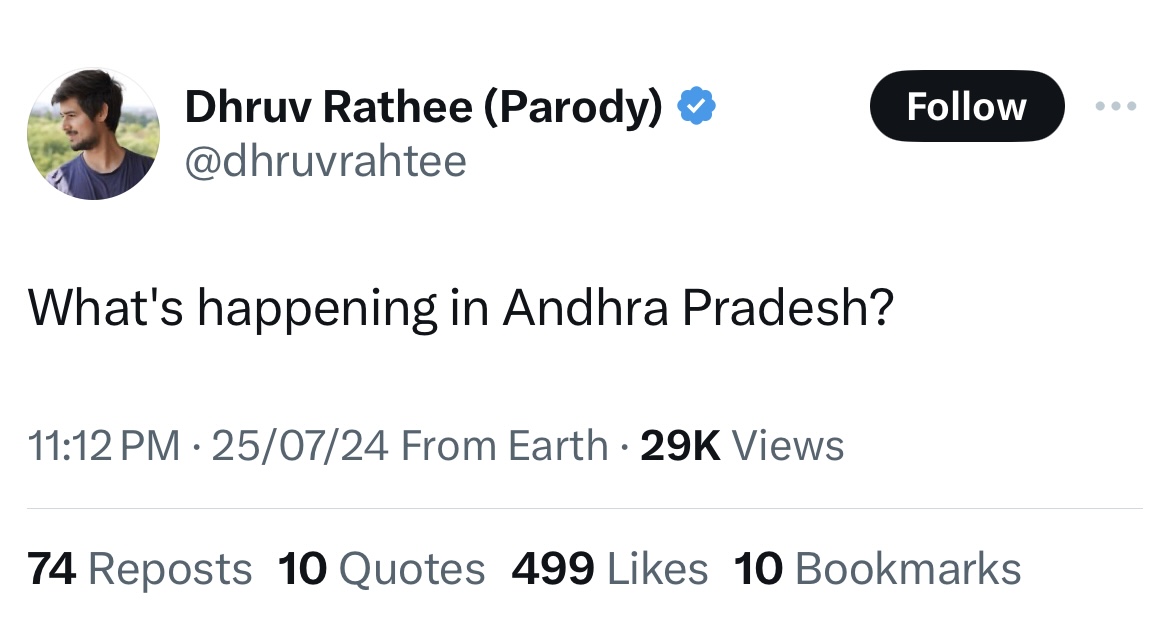 Dhruv Rathee (Parody)
Follow
@dhruvrahtee
What's happening in Andhra Pradesh?
11:12 PM · 25/07/24 From Earth · 29K Views
74 Reposts 10 Quotes 499 Likes 10 Bookmarks